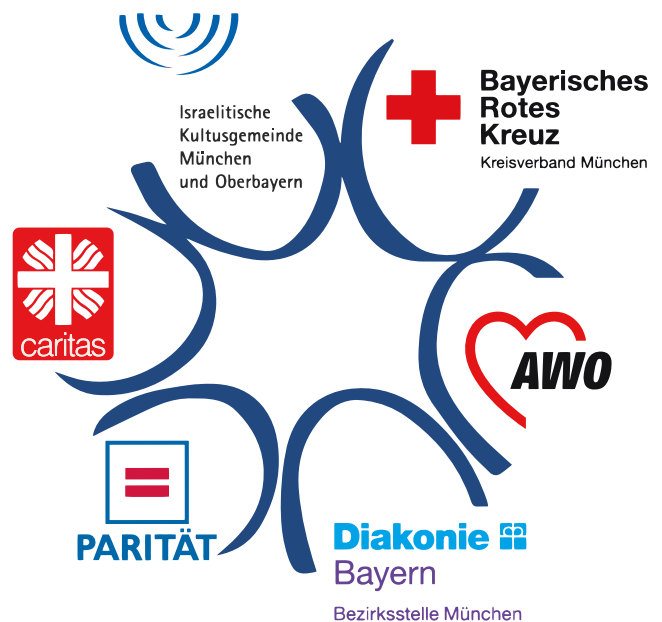 Israelitische
Kultusgemeinde
München
und Oberbayern
Bayerisches
Rotes
Kreuz
Kreisverband München
caritas
AWO
PARITÄT
Diakonie
Bayern
Bezirksstelle München